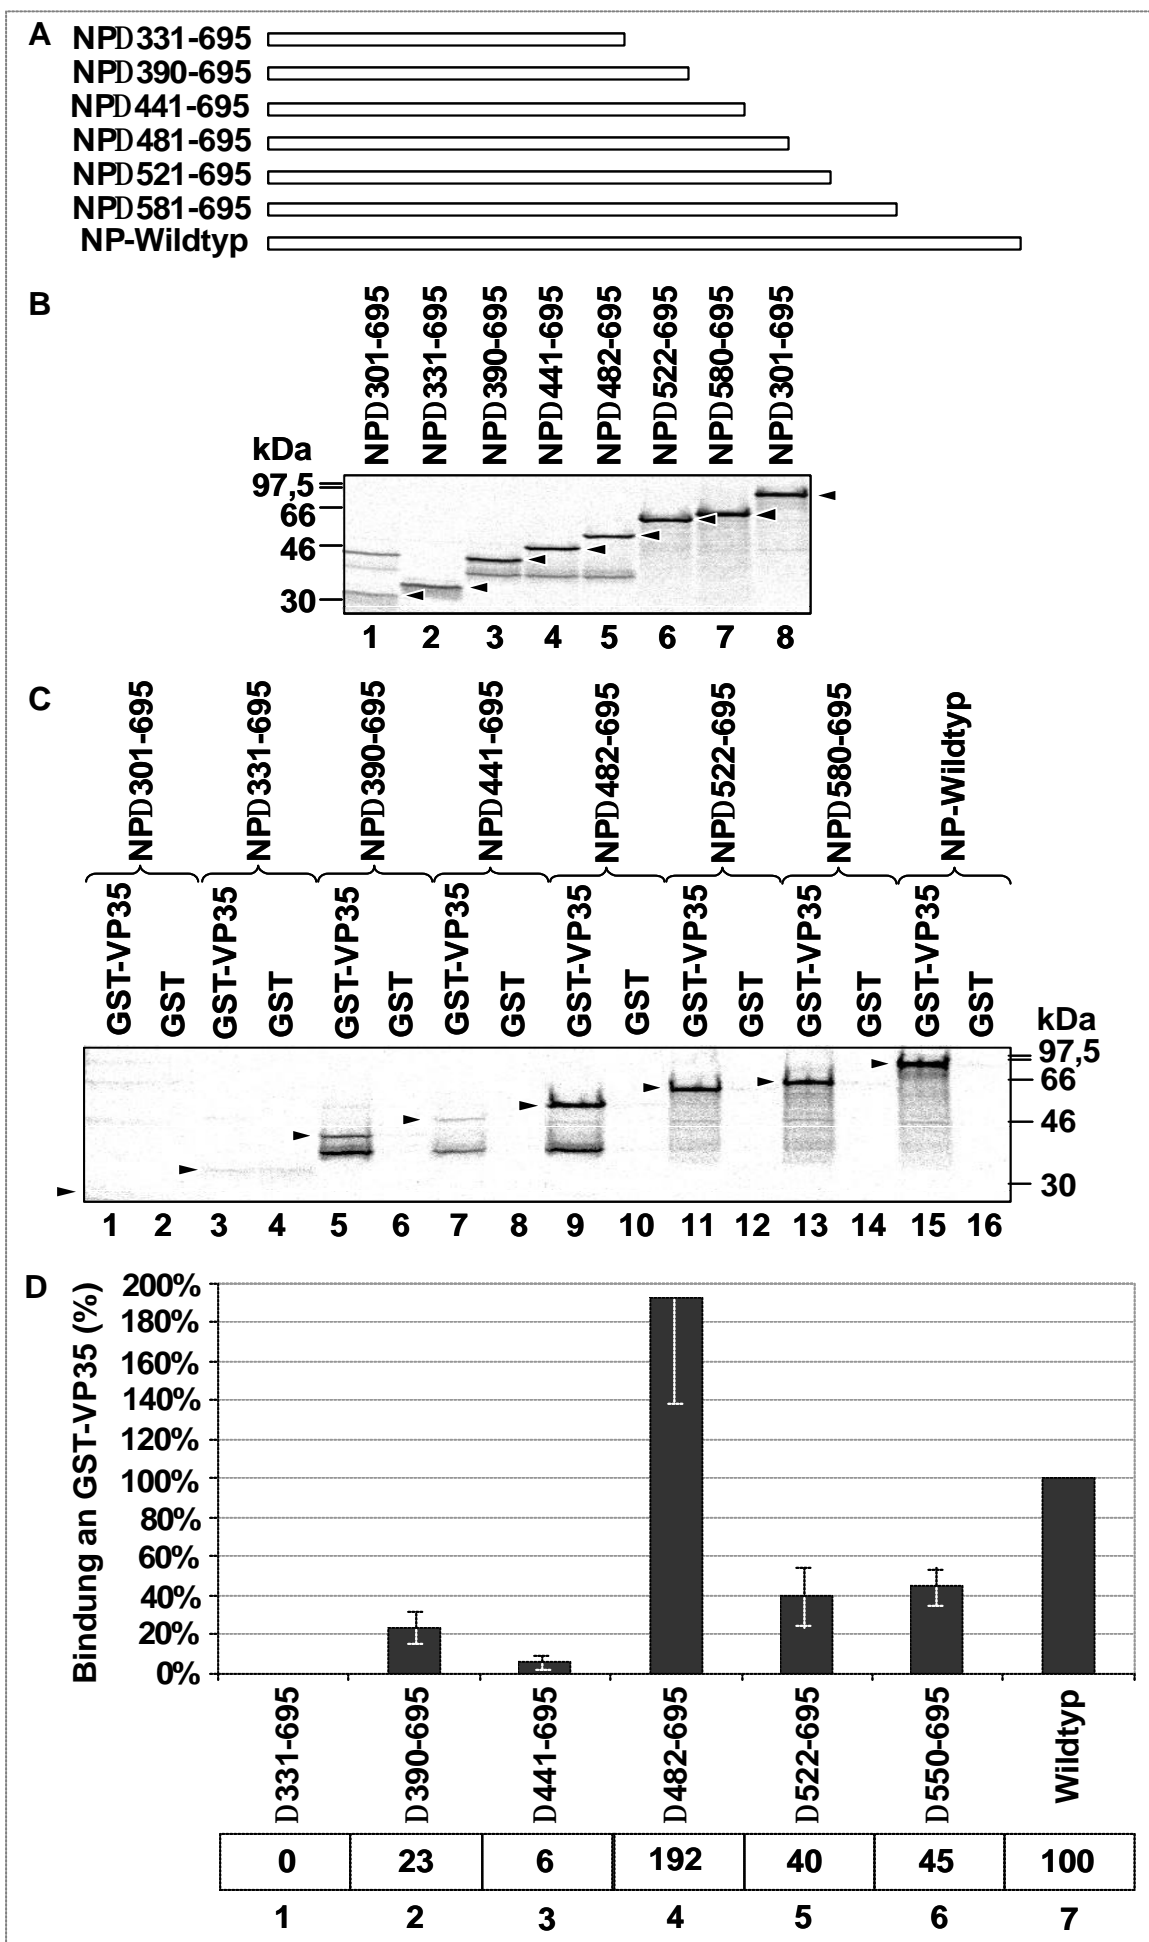 A
NPD331-695
NPD390-695
NPD441-695
NPD481-695
NPD521-695
NPD581-695
NP-Wildtyp
B
NPD301-695
NPD331-695
NPD390-695
NPD441-695
NPD482-695
NPD522-695
NPD580-695
NPD301-695
kDa
97,5
66
46
30
1 2 3 4 5 6 7 8
C
NPD301-695
NPD331-695
NPD390-695
NPD441-695
NPD482-695
NPD522-695
NPD580-695
NP-Wildtyp
GST-VP35
GST
GST-VP35
GST
GST-VP35
GST
GST-VP35
GST
GST-VP35
GST
GST-VP35
GST
GST-VP35
GST
GST-VP35
GST
kDa
97,5
66
46
30
1 2 3 4 5 6 7 8 9 10 11 12 13 14 15 16
D
Bindung an GST-VP35 (%)
200%
180%
160%
140%
120%
100%
80%
60%
40%
20%
0%
D331-695
D390-695
D441-695
D482-695
D522-695
D550-695
Wildtyp
0 23 6 192 40 45 100
1 2 3 4 5 6 7